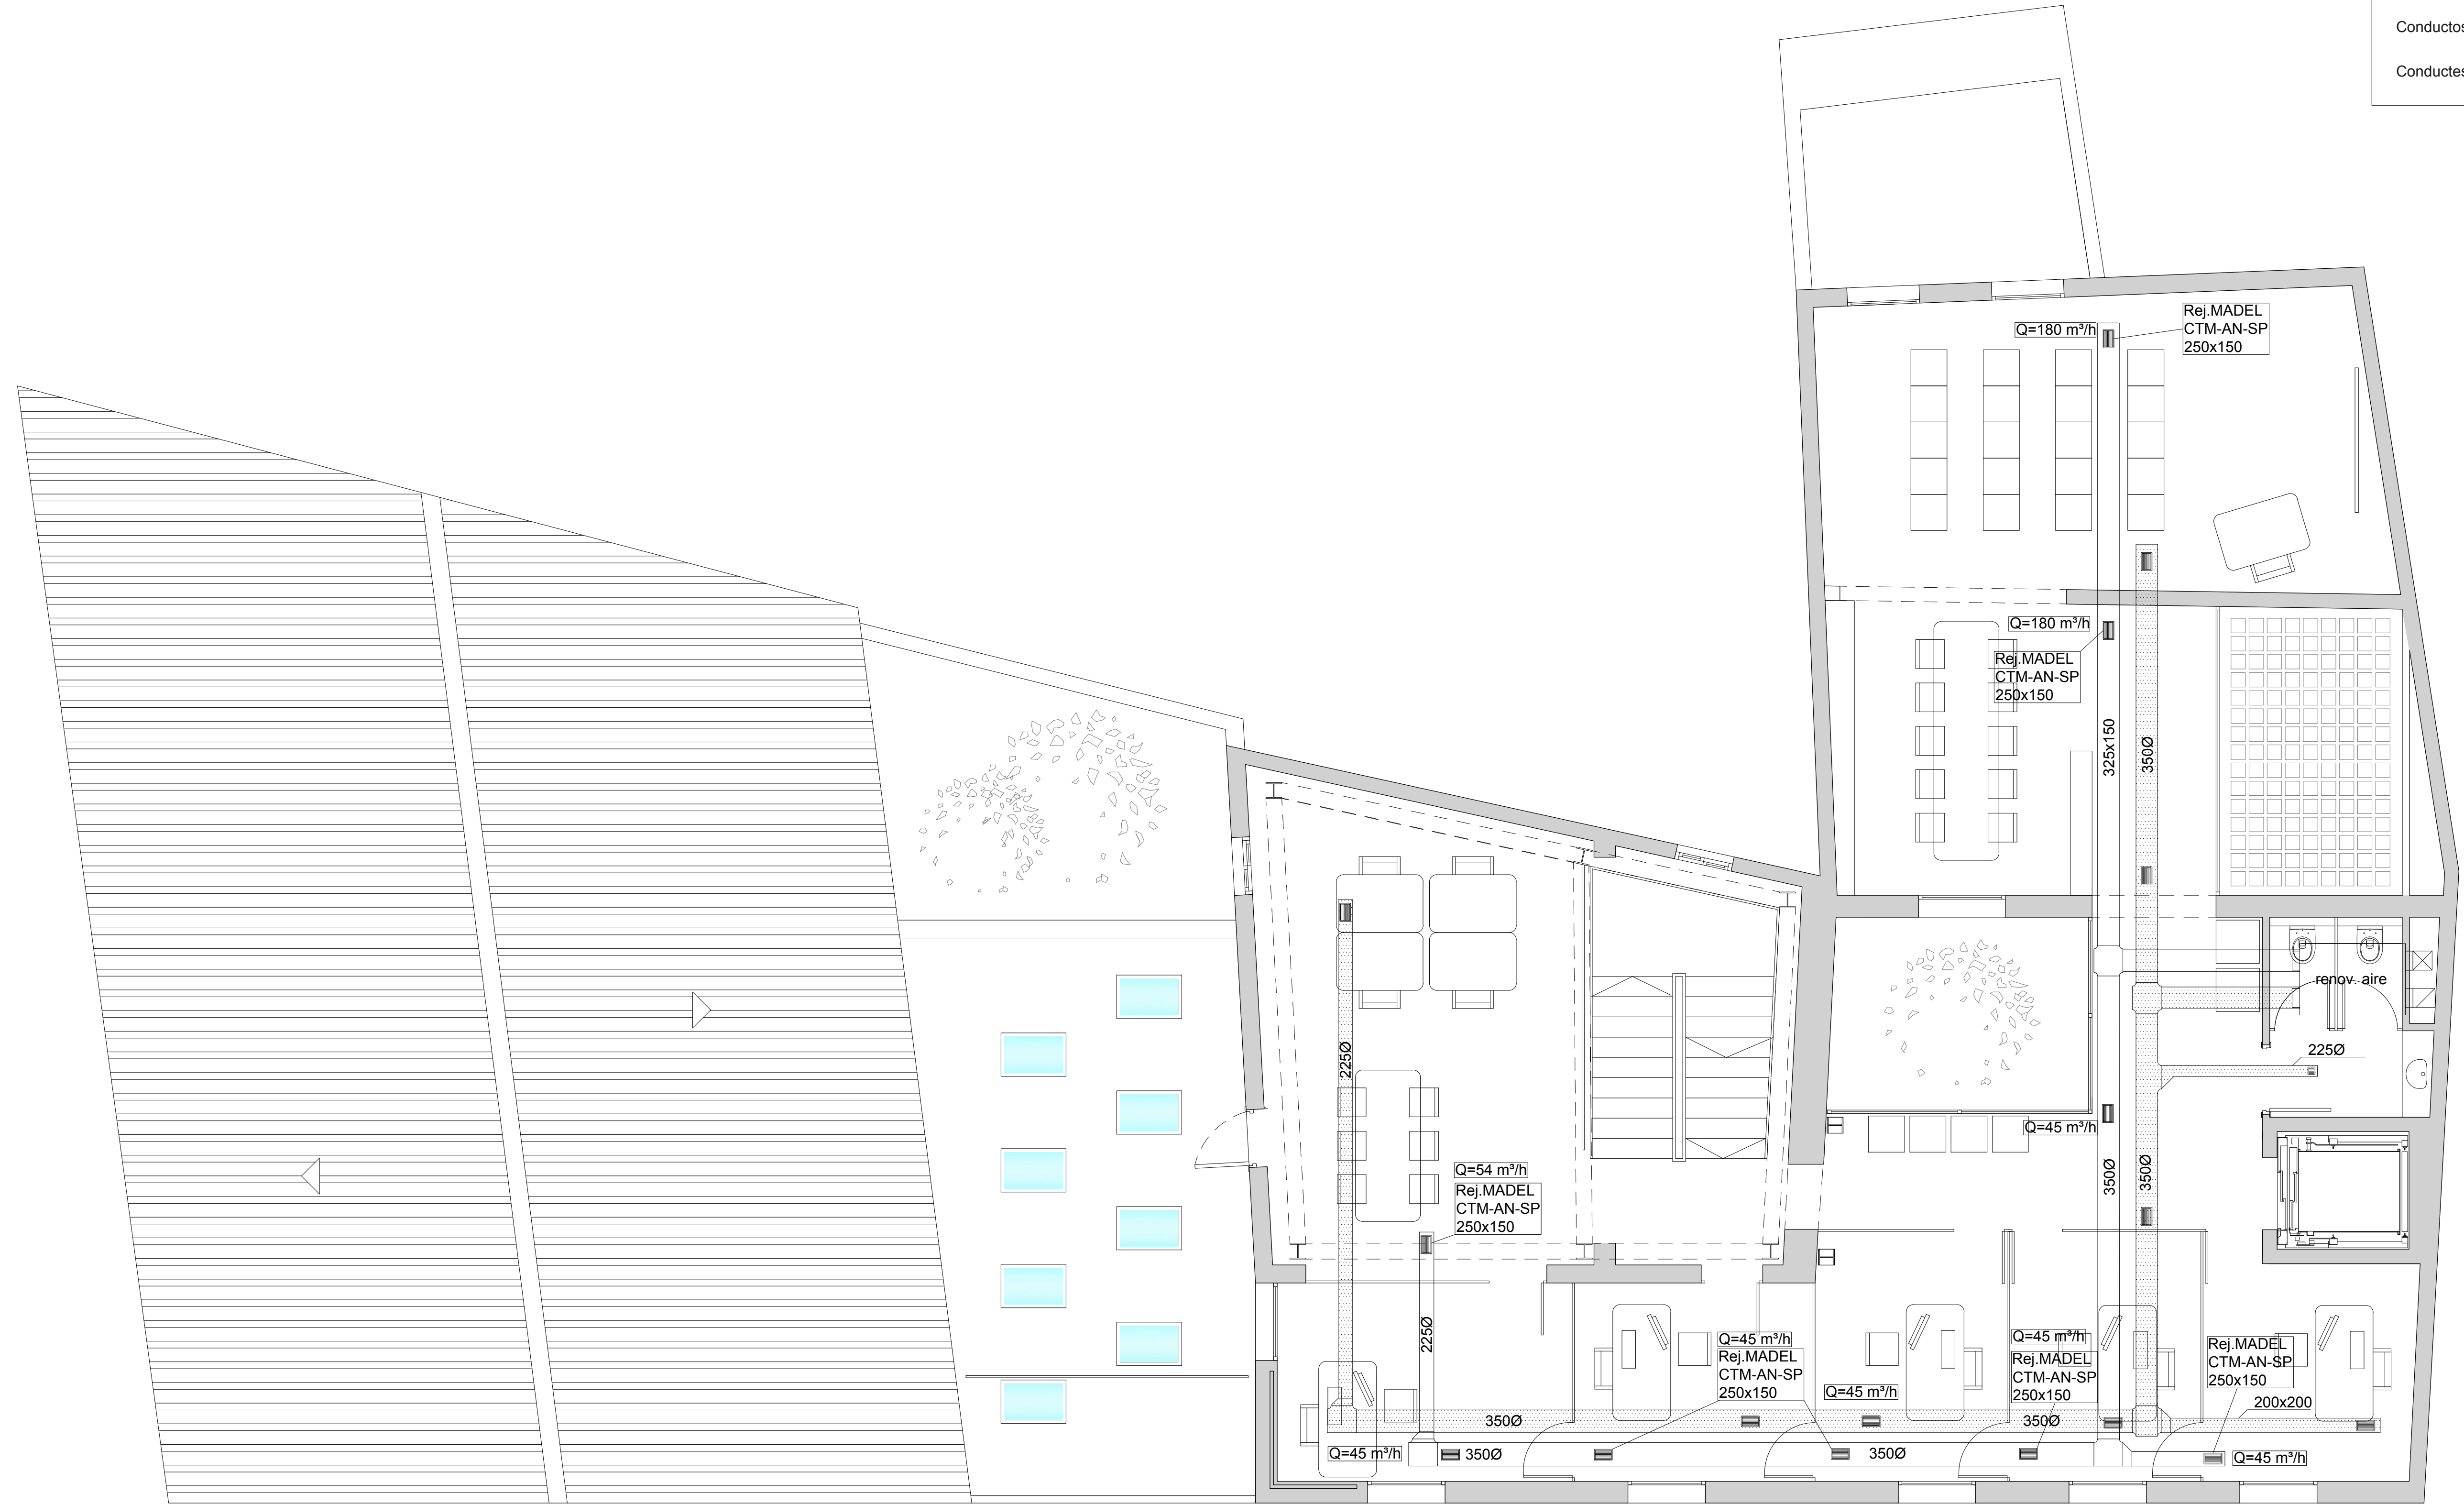 Conductos
Conductes
Q=180 m³/h
Rej.MADEL
CTM-AN-SP
250x150
Q=180 m³/h
Rej.MADEL
CTM-AN-SP
250x150
325x150
350Ø
renov. aire
225Ø
225Ø
Q=45 m³/h
350Ø
350Ø
Q=54 m³/h
Rej.MADEL
CTM-AN-SP
250x150
225Ø
Q=45 m³/h
Rej.MADEL
CTM-AN-SP
250x150
Q=45 m³/h
Q=45 m³/h
Rej.MADEL
CTM-AN-SP
250x150
Rej.MADEL
CTM-AN-SP
250x150
200x200
350Ø
350Ø
Q=45 m³/h
350Ø
350Ø
Q=45 m³/h